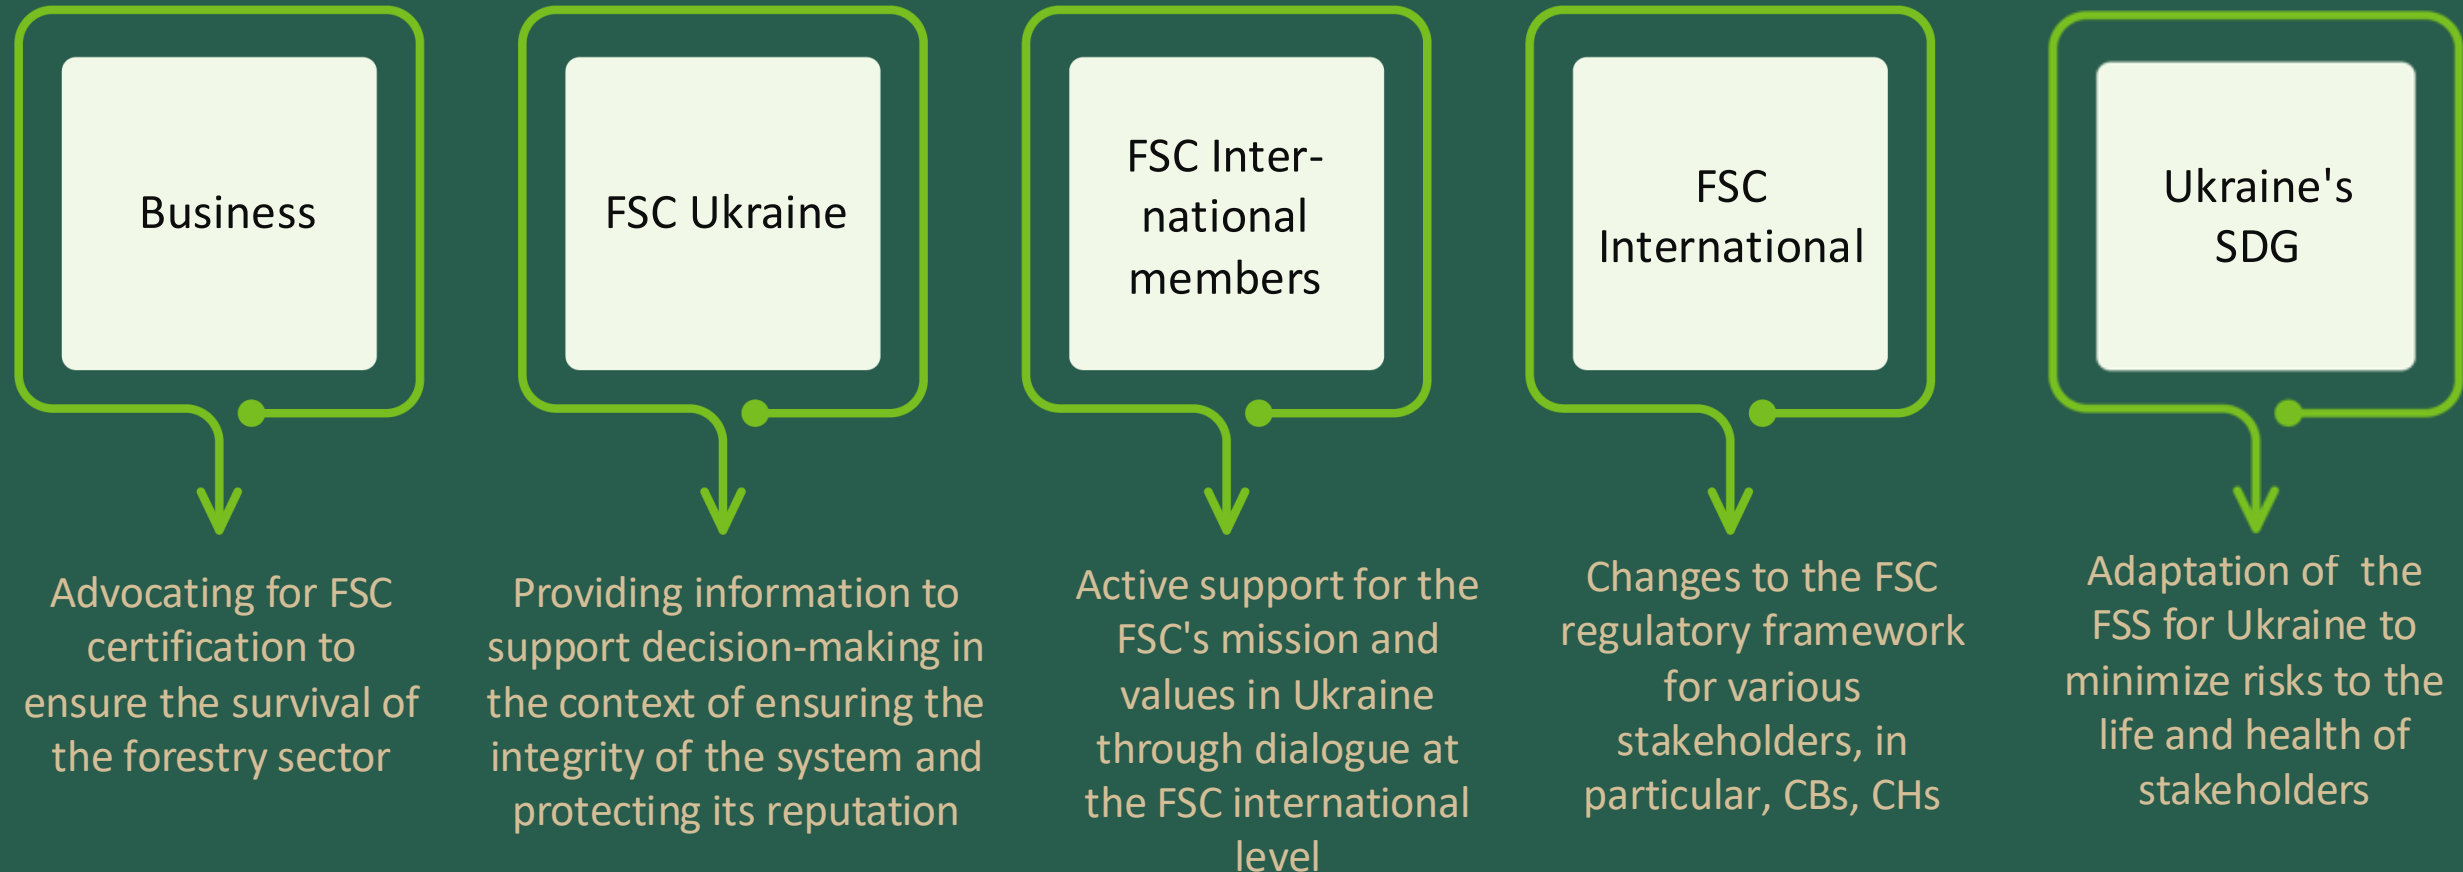 Business
Advocating for FSC
certification to
ensure the survival of
the forestry sector
FSC Ukraine
Providing information to
support decision-making in
the context of ensuring the
integrity of the system and
protecting its reputation
FSC Inter-
national
members
Active support for the
FSC's mission and
values in Ukraine
through dialogue at
the FSC international
level
FSC
International
Changes to the FSC
regulatory framework
for various
stakeholders, in
particular, CBs, CHs
Ukraine's
SDG
Adaptation of  the
FSS for Ukraine to
minimize risks to the
life and health of
stakeholders